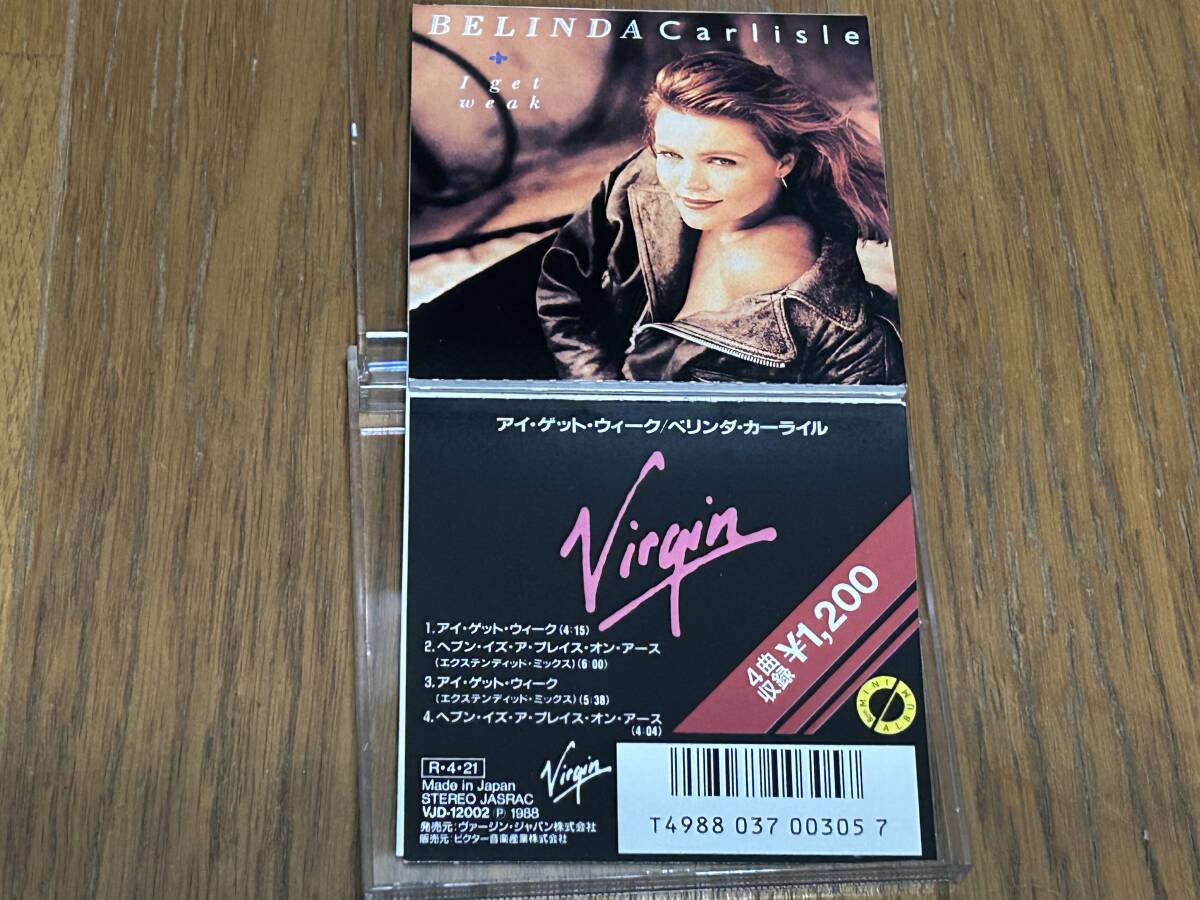 BELINDA Carlisle
I get
weak
アイ・ゲット・ウィーク/ベリンダ・カーライル
Virgin
1.アイ・ゲット・ウィーク(4:15)
2.ヘブン・イズ・ア・プレイス・オン・アース
(エクステンディッド・ミックス)(6:00)
3.アイ・ゲット・ウィーク
(エクステンディッド・ミックス)(5:38)
4.ヘブン・イズ・ア・プレイス・オン・アース
(4:04)
4曲
収録
¥1,200
MINI
ALBUM
R・4・21
Made in Japan
STEREO JASRAC
VJD-12002 Ⓟ 1988
発売元:ヴァージン・ジャパン株式会社
販売元:ビクター音楽産業株式会社
Virgin
T4988 037 00305 7